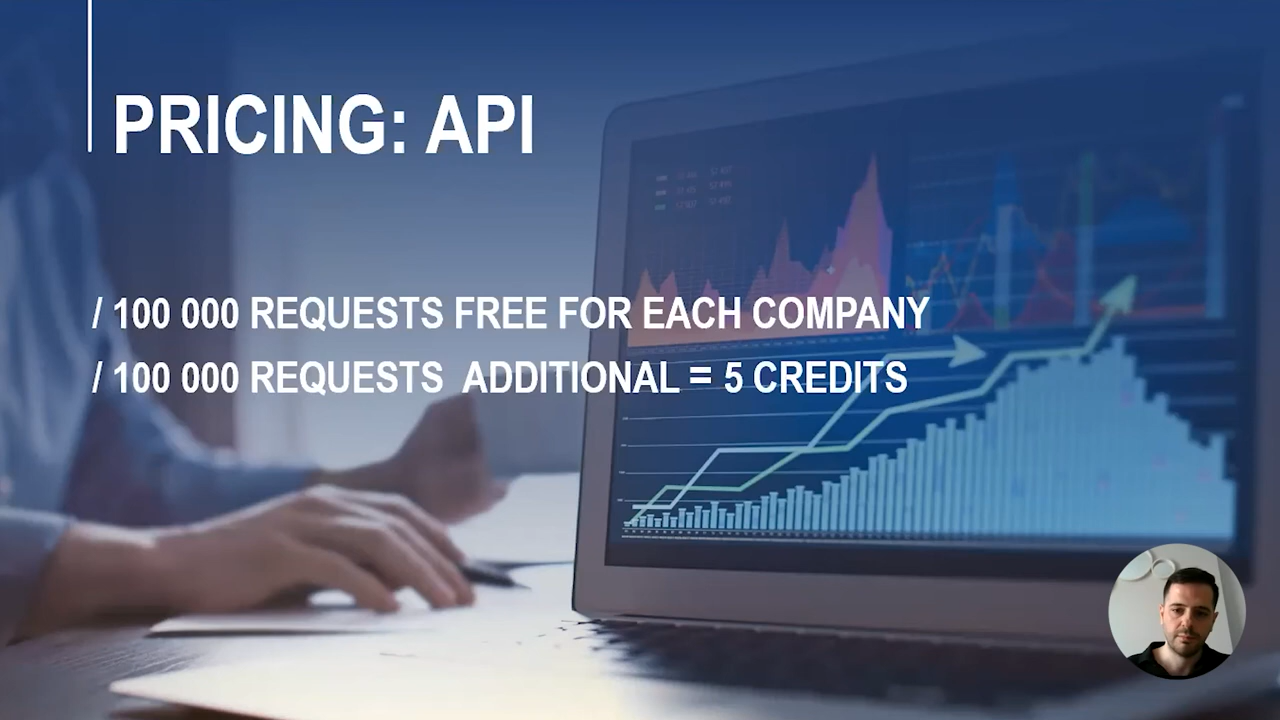 PRICING: API
/ 100 000 REQUESTS FREE FOR EACH COMPANY
/ 100 000 REQUESTS  ADDITIONAL = 5 CREDITS